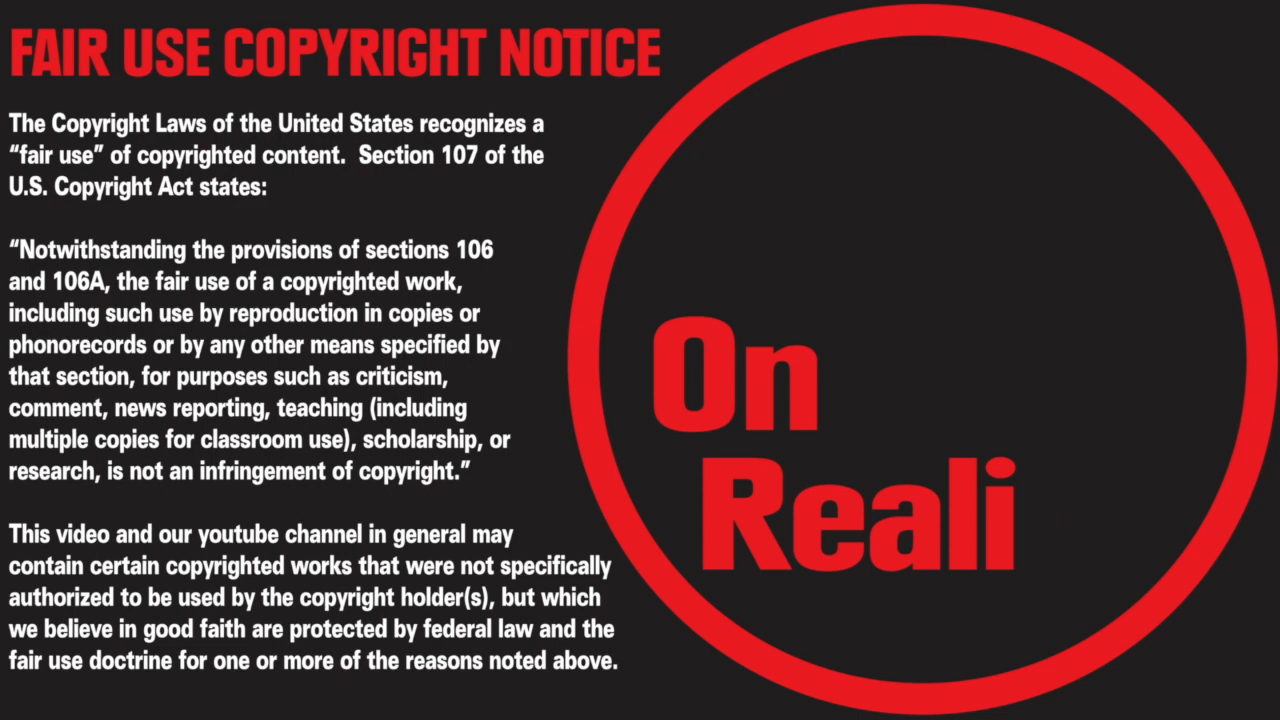 FAIR USE COPYRIGHT NOTICE
The Copyright Laws of the United States recognizes a
“fair use” of copyrighted content.  Section 107 of the
U.S. Copyright Act states:
“Notwithstanding the provisions of sections 106
and 106A, the fair use of a copyrighted work,
including such use by reproduction in copies or
phonorecords or by any other means specified by
that section, for purposes such as criticism,
comment, news reporting, teaching (including
multiple copies for classroom use), scholarship, or
research, is not an infringement of copyright.”
This video and our youtube channel in general may
contain certain copyrighted works that were not specifically
authorized to be used by the copyright holder(s), but which
we believe in good faith are protected by federal law and the
fair use doctrine for one or more of the reasons noted above.
On
Reali